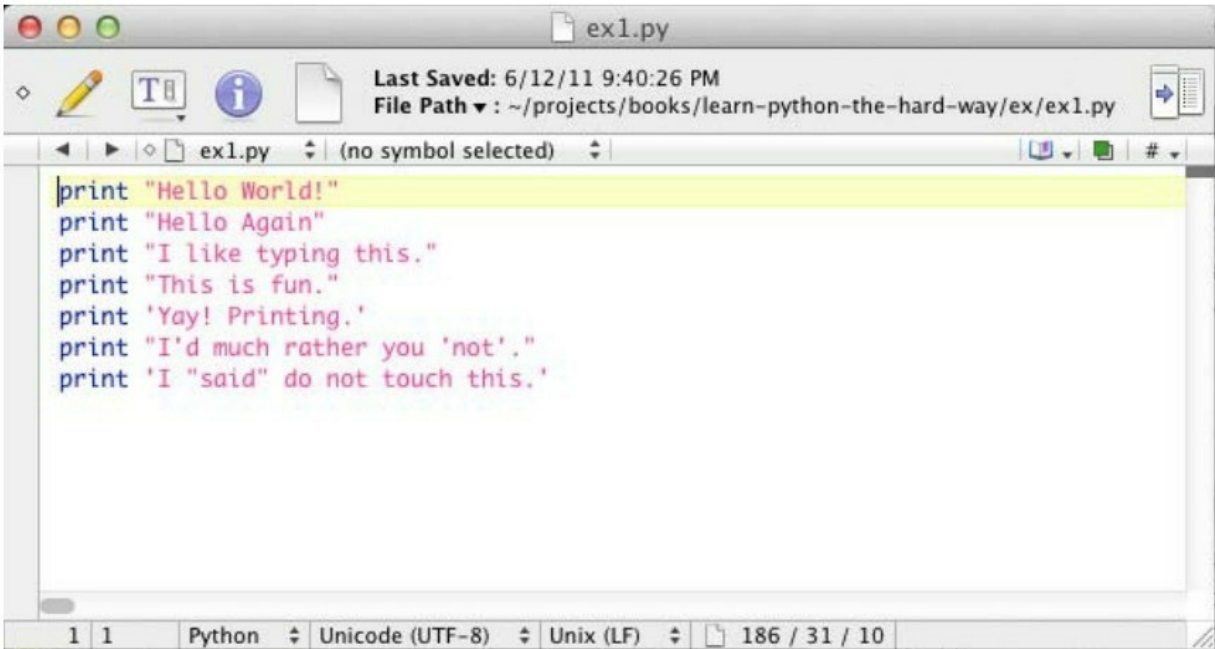 ex1.py
Last Saved: 6/12/11 9:40:26 PM
File Path ▾ : ~/projects/books/learn-python-the-hard-way/ex/ex1.py
ex1.py (no symbol selected) #
print "Hello World!"
print "Hello Again"
print "I like typing this."
print "This is fun."
print 'Yay! Printing.'
print "I'd much rather you 'not'."
print 'I "said" do not touch this.'
1 1 Python Unicode (UTF-8) Unix (LF) 186 / 31 / 10